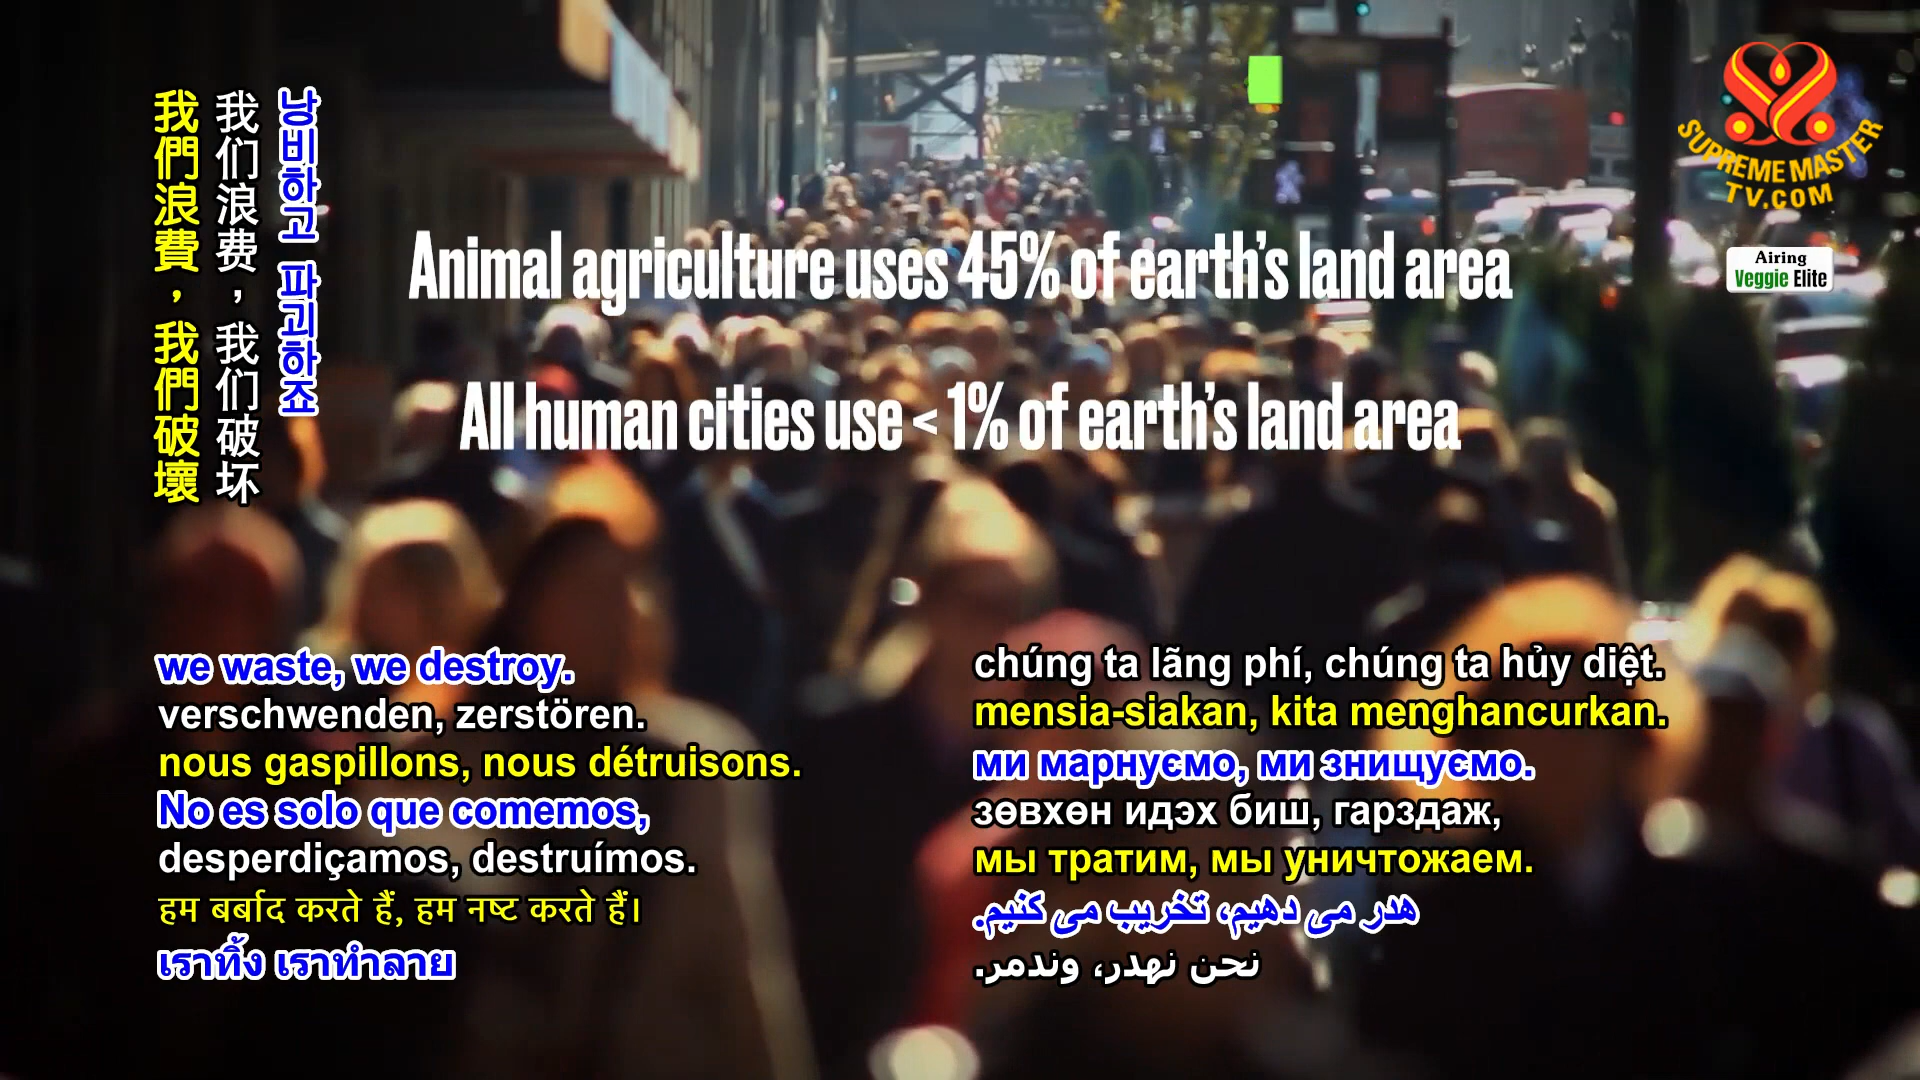 我們浪費，我們破壞
我们浪费，我们破坏
낭비하고 파괴하죠
SUPREME MASTER
TV.COM
Airing
Veggie Elite
Animal agriculture uses 45% of earth's land area
All human cities use < 1% of earth's land area
we waste, we destroy.
verschwenden, zerstören.
nous gaspillons, nous détruisons.
No es solo que comemos,
desperdiçamos, destruímos.
हम बर्बाद करते हैं, हम नष्ट करते हैं।
เราทิ้ง เราทำลาย
chúng ta lãng phí, chúng ta hủy diệt.
mensia-siakan, kita menghancurkan.
ми марнуємо, ми знищуємо.
зөвхөн идэх биш, гарздаж,
мы тратим, мы уничтожаем.
هدر می دهیم، تخریب می کنیم.
نحن نهدر، وندمر.